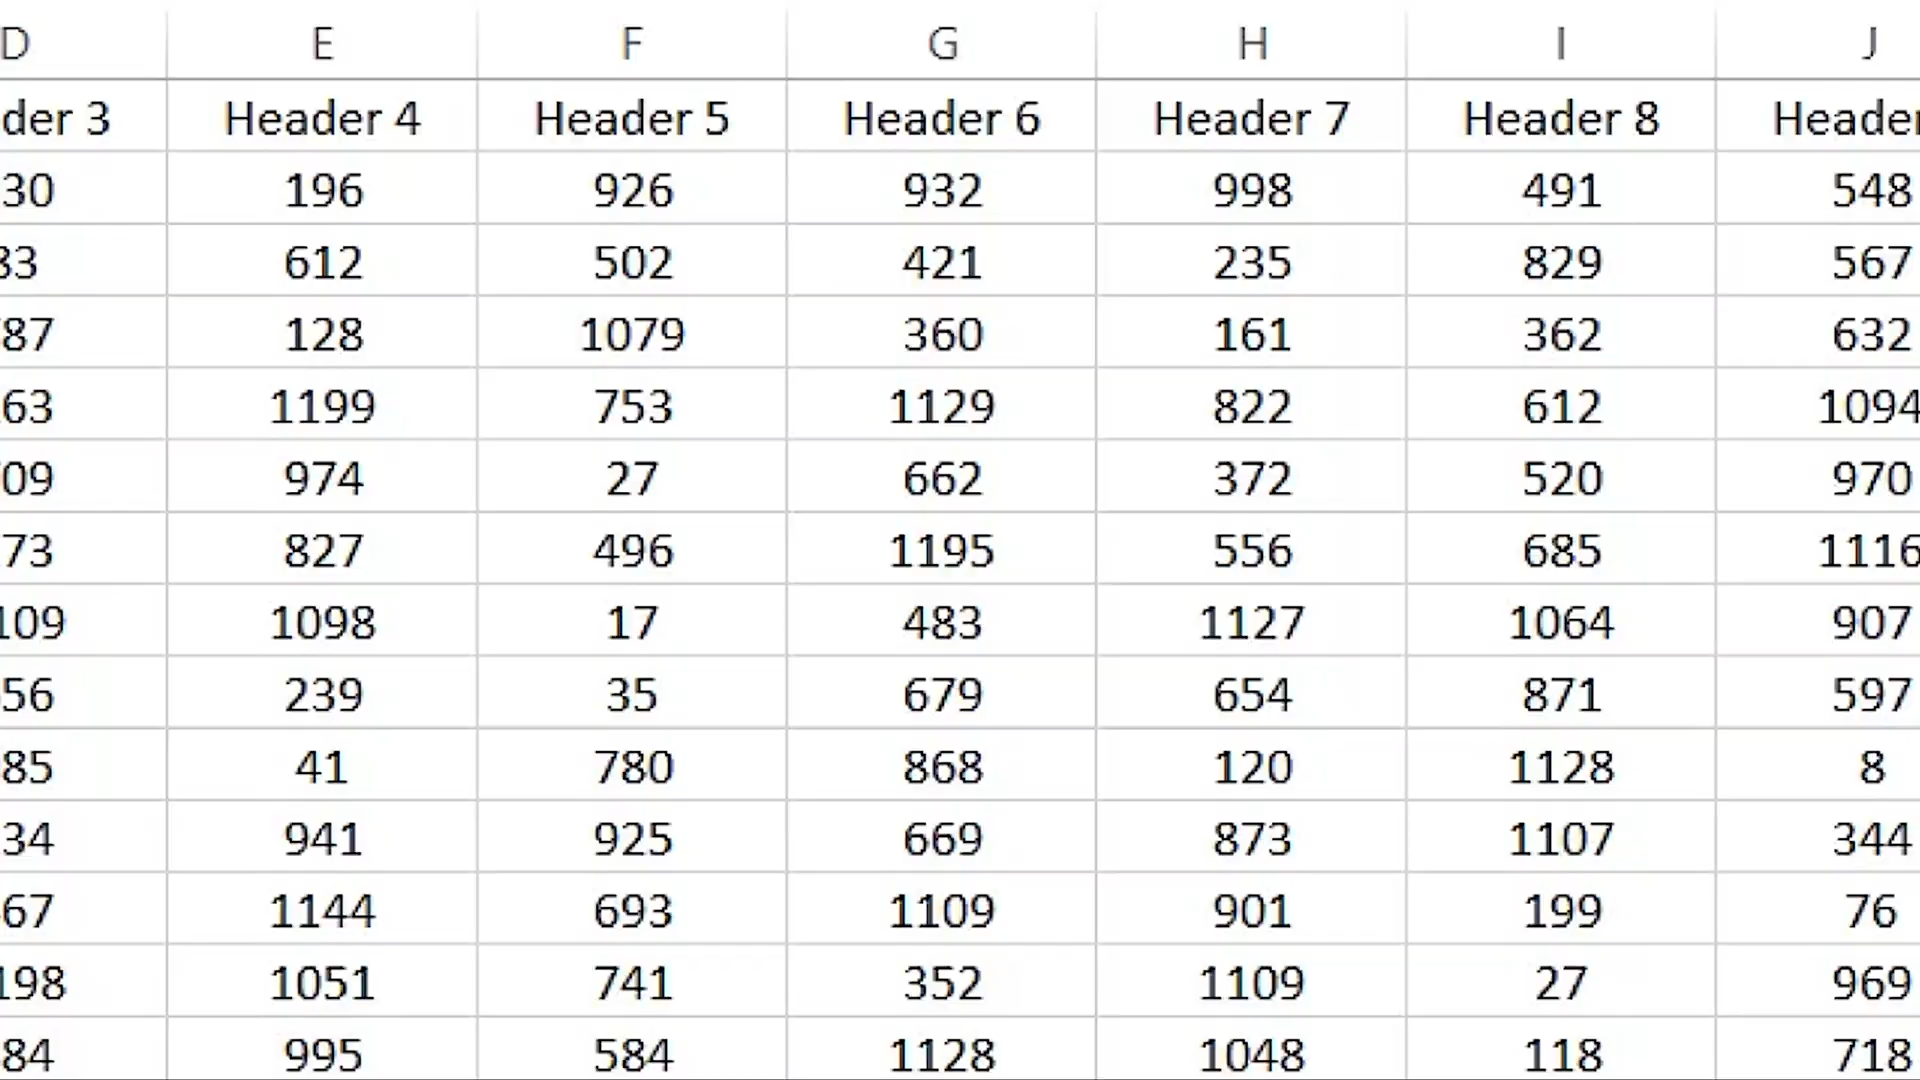 D E F G H I J
der 3 Header 4 Header 5 Header 6 Header 7 Header 8 Header
30 196 926 932 998 491 548
83 612 502 421 235 829 567
87 128 1079 360 161 362 632
63 1199 753 1129 822 612 1094
09 974 27 662 372 520 970
73 827 496 1195 556 685 1116
109 1098 17 483 1127 1064 907
56 239 35 679 654 871 597
85 41 780 868 120 1128 8
34 941 925 669 873 1107 344
67 1144 693 1109 901 199 76
198 1051 741 352 1109 27 969
84 995 584 1128 1048 118 718